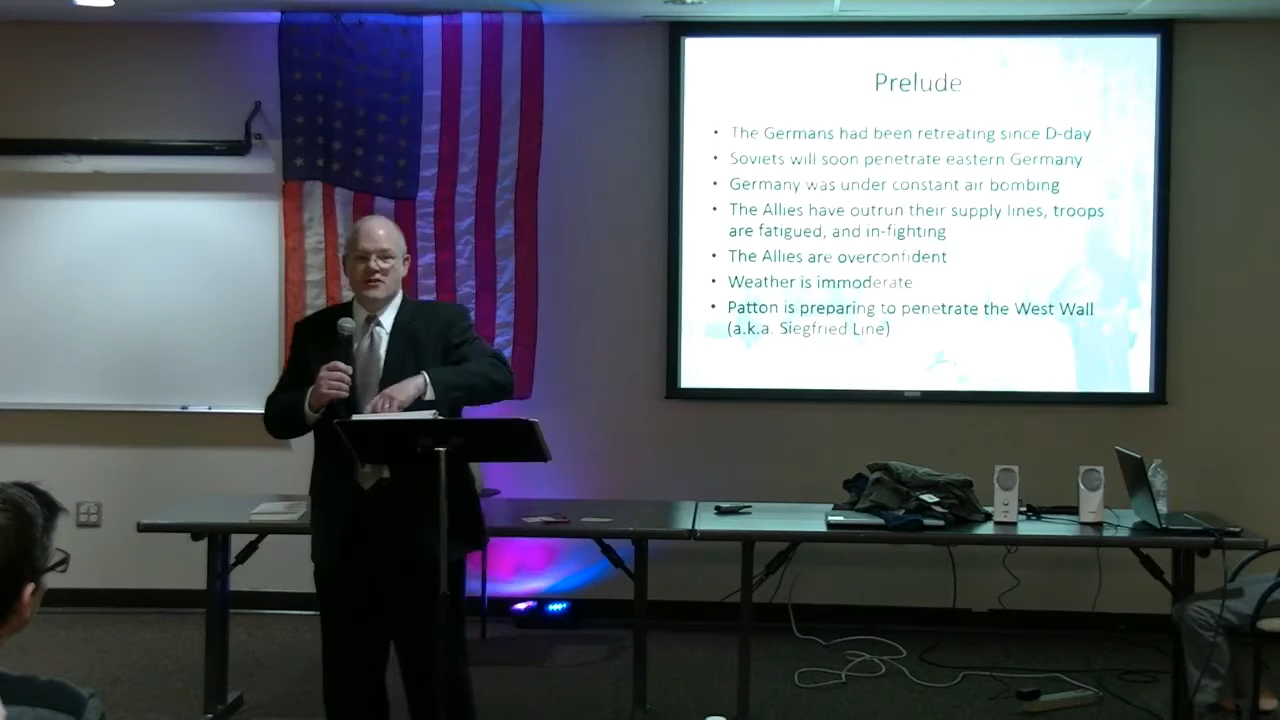 Prelude
• The Germans had been retreating since D-day
• Soviets will soon penetrate eastern Germany
• Germany was under constant air bombing
• The Allies have outrun their supply lines, troops
are fatigued, and in-fighting
• The Allies are overconfident
• Weather is immoderate
• Patton is preparing to penetrate the West Wall
(a.k.a. Siegfried Line)